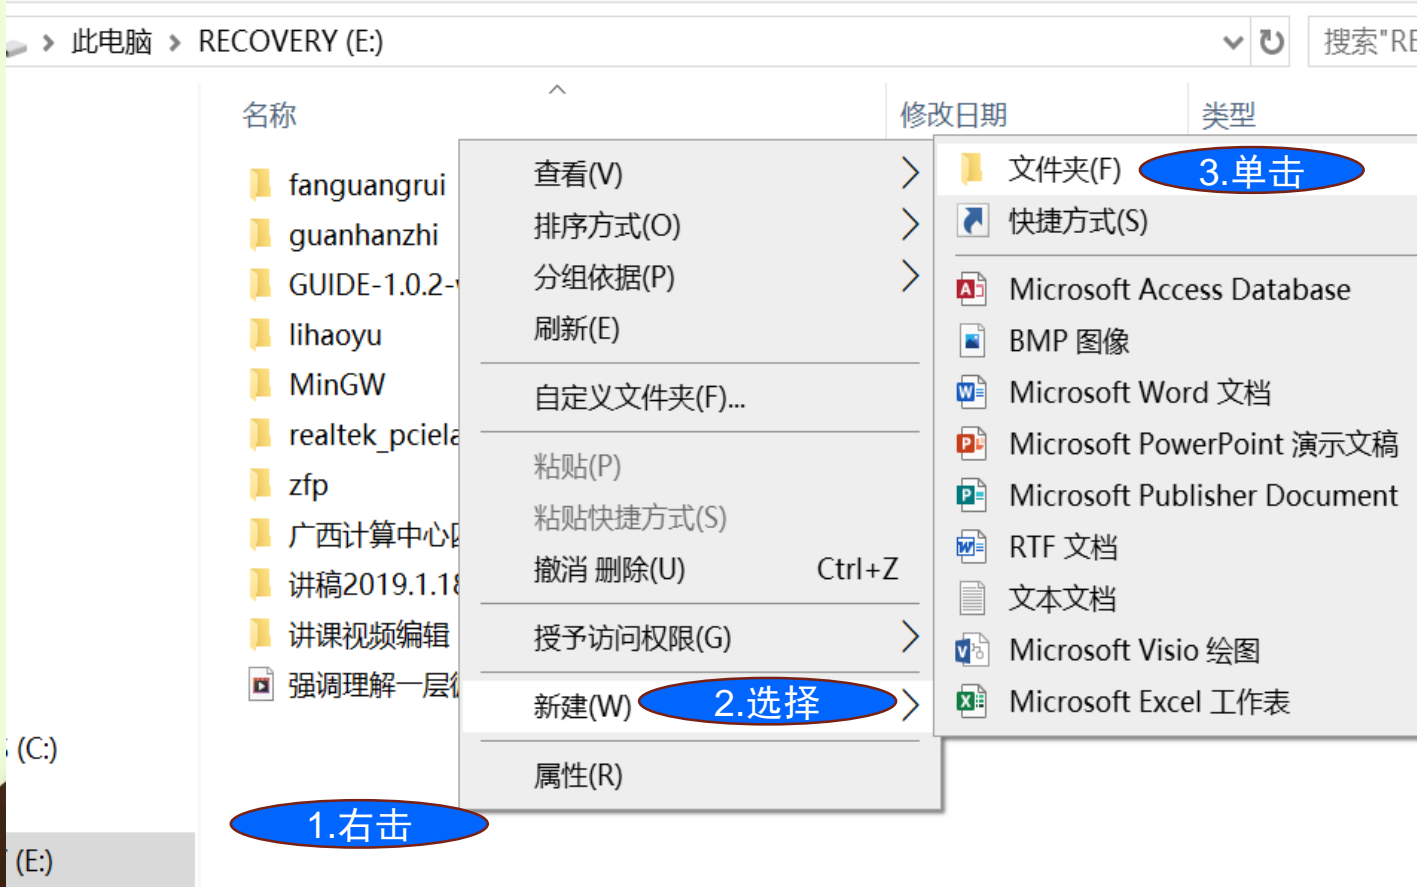 此电脑 > RECOVERY (E:)
搜索"RE
名称
修改日期
类型
fanguangrui
guanhanzhi
GUIDE-1.0.2-
lihaoyu
MinGW
realtek_pciela
zfp
广西计算中心
讲稿2019.1.18
讲课视频编辑
强调理解一层
(C:)
(E:)
查看(V)
排序方式(O)
分组依据(P)
刷新(E)
自定义文件夹(F)...
粘贴(P)
粘贴快捷方式(S)
撤消 删除(U) Ctrl+Z
授予访问权限(G)
新建(W) 2.选择
属性(R)
1.右击
文件夹(F) 3.单击
快捷方式(S)
Microsoft Access Database
BMP 图像
Microsoft Word 文档
Microsoft PowerPoint 演示文稿
Microsoft Publisher Document
RTF 文档
文本文档
Microsoft Visio 绘图
Microsoft Excel 工作表